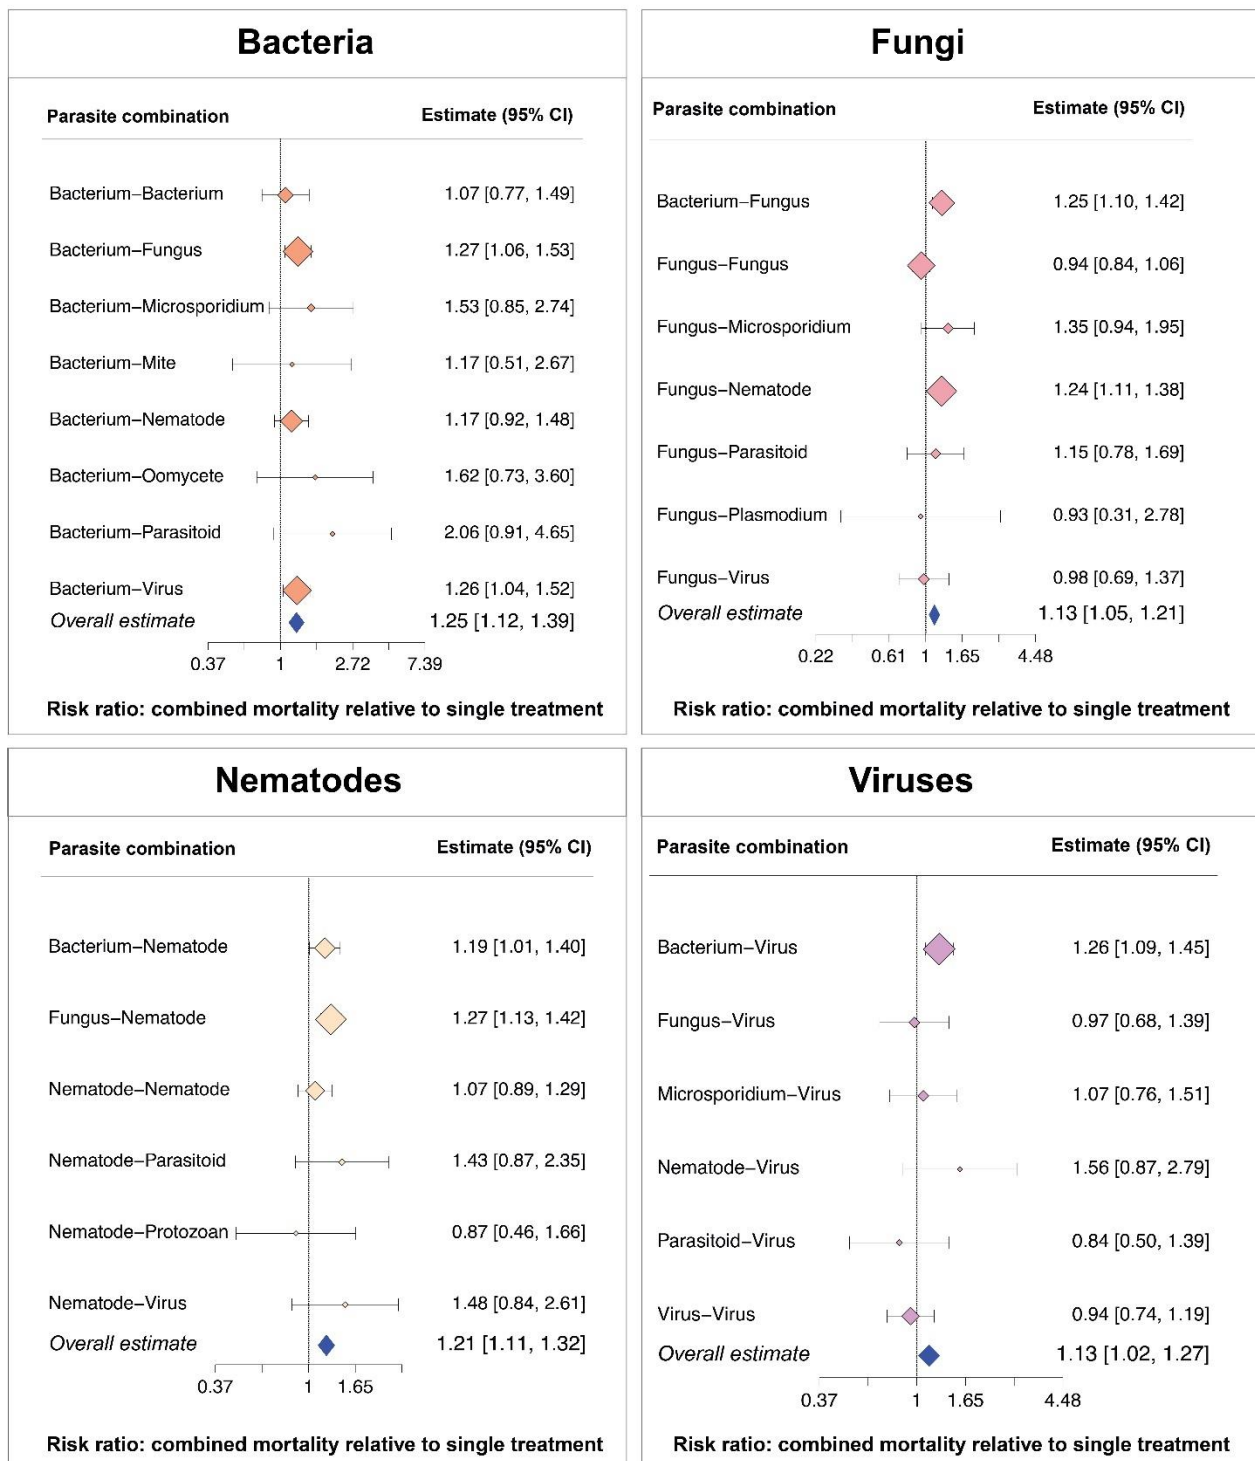 Bacteria
Parasite combination Estimate (95% CI)
Bacterium–Bacterium 1.07 [0.77, 1.49]
Bacterium–Fungus 1.27 [1.06, 1.53]
Bacterium–Microsporidium 1.53 [0.85, 2.74]
Bacterium–Mite 1.17 [0.51, 2.67]
Bacterium–Nematode 1.17 [0.92, 1.48]
Bacterium–Oomycete 1.62 [0.73, 3.60]
Bacterium–Parasitoid 2.06 [0.91, 4.65]
Bacterium–Virus 1.26 [1.04, 1.52]
Overall estimate 1.25 [1.12, 1.39]
0.37 1 2.72 7.39
Risk ratio: combined mortality relative to single treatment
Fungi
Parasite combination Estimate (95% CI)
Bacterium–Fungus 1.25 [1.10, 1.42]
Fungus–Fungus 0.94 [0.84, 1.06]
Fungus–Microsporidium 1.35 [0.94, 1.95]
Fungus–Nematode 1.24 [1.11, 1.38]
Fungus–Parasitoid 1.15 [0.78, 1.69]
Fungus–Plasmodium 0.93 [0.31, 2.78]
Fungus–Virus 0.98 [0.69, 1.37]
Overall estimate 1.13 [1.05, 1.21]
0.22 0.61 1 1.65 4.48
Risk ratio: combined mortality relative to single treatment
Nematodes
Parasite combination Estimate (95% CI)
Bacterium–Nematode 1.19 [1.01, 1.40]
Fungus–Nematode 1.27 [1.13, 1.42]
Nematode–Nematode 1.07 [0.89, 1.29]
Nematode–Parasitoid 1.43 [0.87, 2.35]
Nematode–Protozoan 0.87 [0.46, 1.66]
Nematode–Virus 1.48 [0.84, 2.61]
Overall estimate 1.21 [1.11, 1.32]
0.37 1 1.65
Risk ratio: combined mortality relative to single treatment
Viruses
Parasite combination Estimate (95% CI)
Bacterium–Virus 1.26 [1.09, 1.45]
Fungus–Virus 0.97 [0.68, 1.39]
Microsporidium–Virus 1.07 [0.76, 1.51]
Nematode–Virus 1.56 [0.87, 2.79]
Parasitoid–Virus 0.84 [0.50, 1.39]
Virus–Virus 0.94 [0.74, 1.19]
Overall estimate 1.13 [1.02, 1.27]
0.37 1 1.65 4.48
Risk ratio: combined mortality relative to single treatment